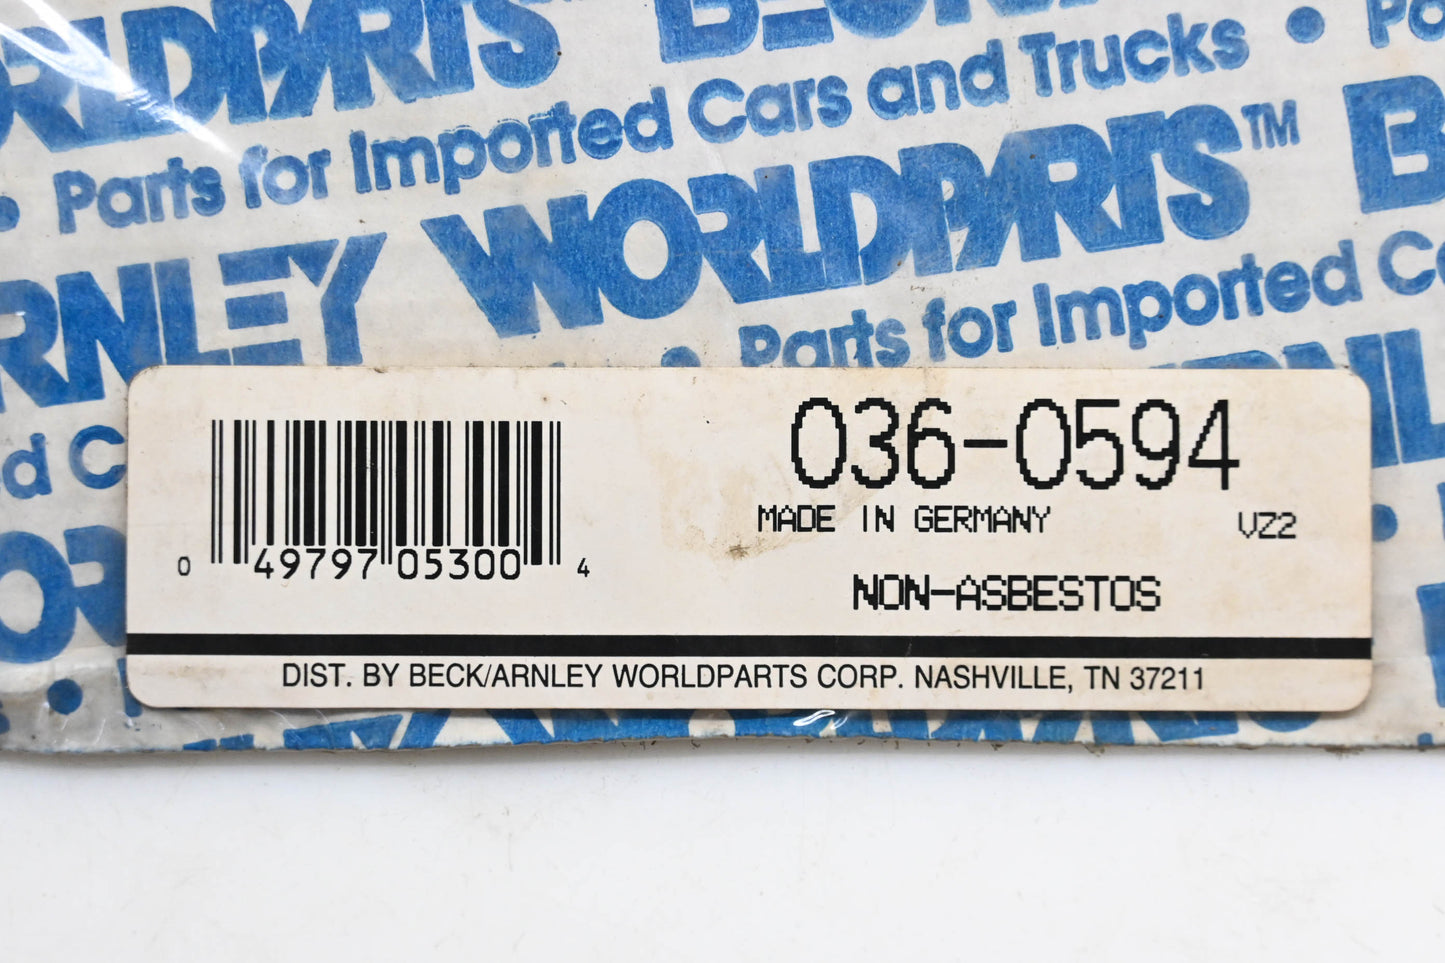 WORLDPARTS
Parts for Imported Cars and Trucks •
WORLDPARTS™
• Parts for Imported
036-0594
MADE IN GERMANY VZ2
NON-ASBESTOS
0 49797 05300 4
DIST. BY BECK/ARNLEY WORLDPARTS CORP. NASHVILLE, TN 37211